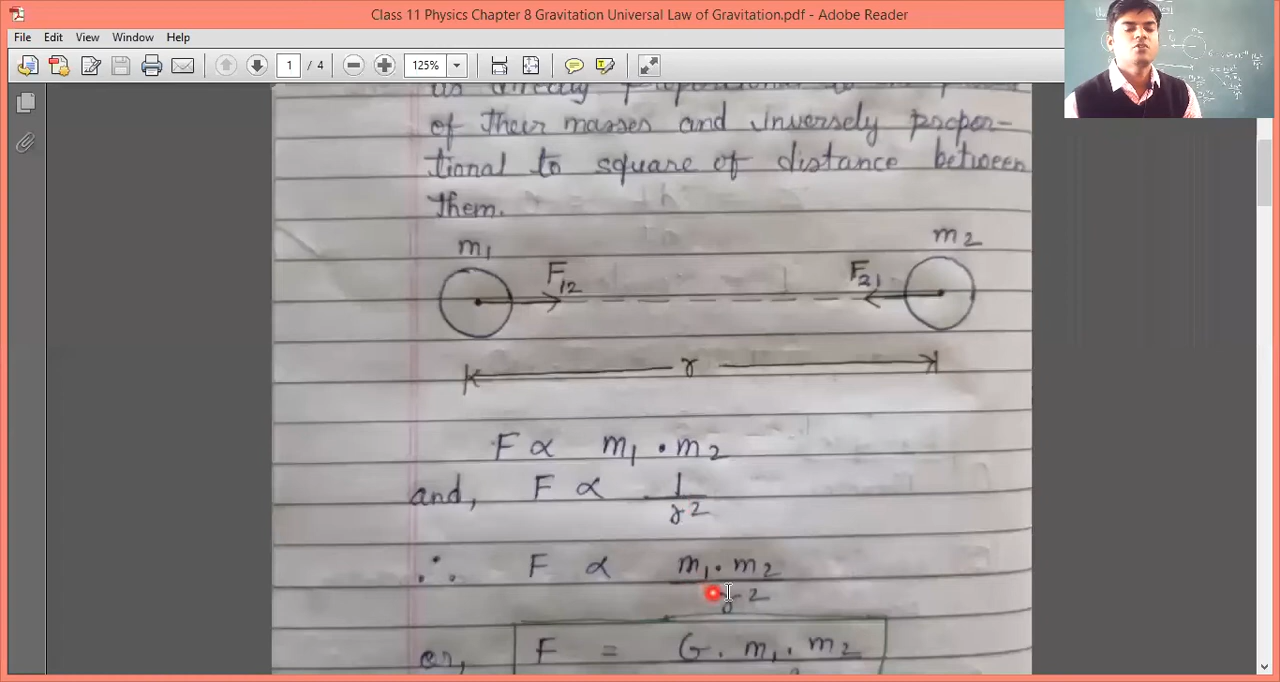 Class 11 Physics Chapter 8 Gravitation Universal Law of Gravitation.pdf - Adobe Reader
File Edit View Window Help
1 / 4 125%
is directly
of their masses and inversely propor-
tional to square of distance between
them.
m₁ m₂
F₁₂ F₂₁
r
F ∝ m₁ . m₂
and, F ∝ 1/r²
∴ F ∝ m₁ . m₂/r²
or, F = G . m₁ . m₂